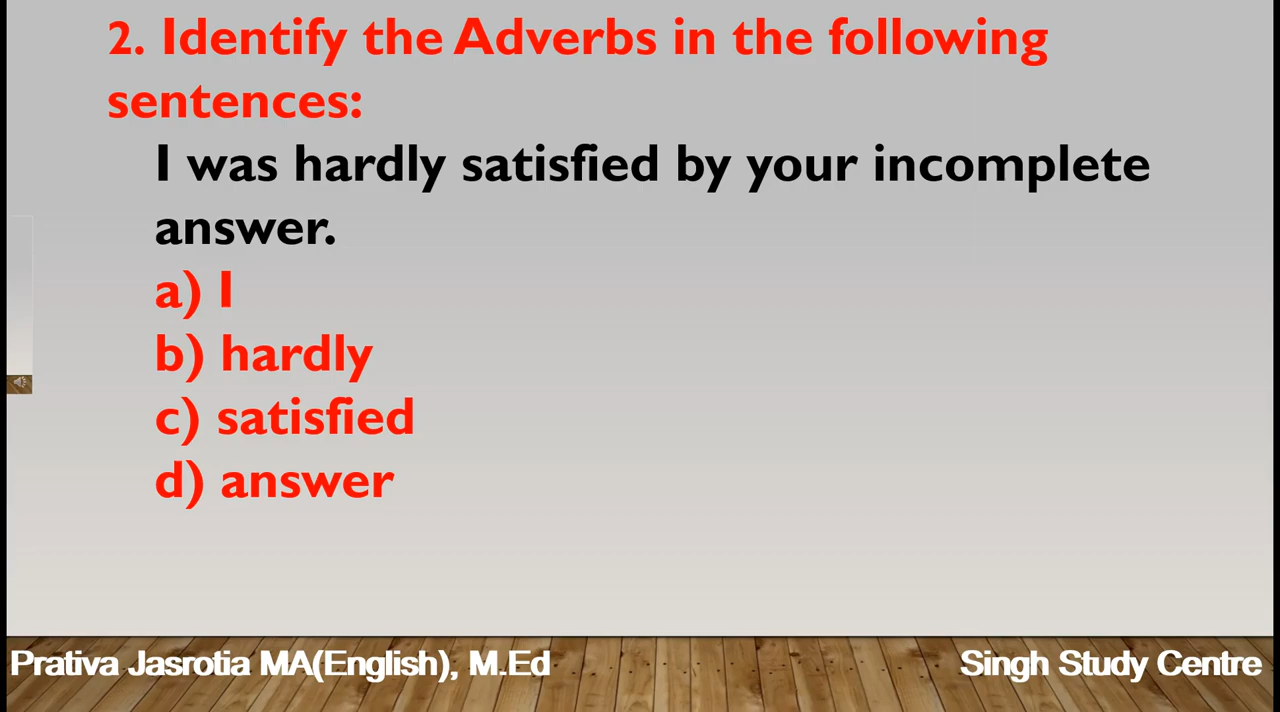 2. Identify the Adverbs in the following
sentences:
I was hardly satisfied by your incomplete
answer.
a) I
b) hardly
c) satisfied
d) answer
Prativa Jasrotia MA(English), M.Ed
Singh Study Centre